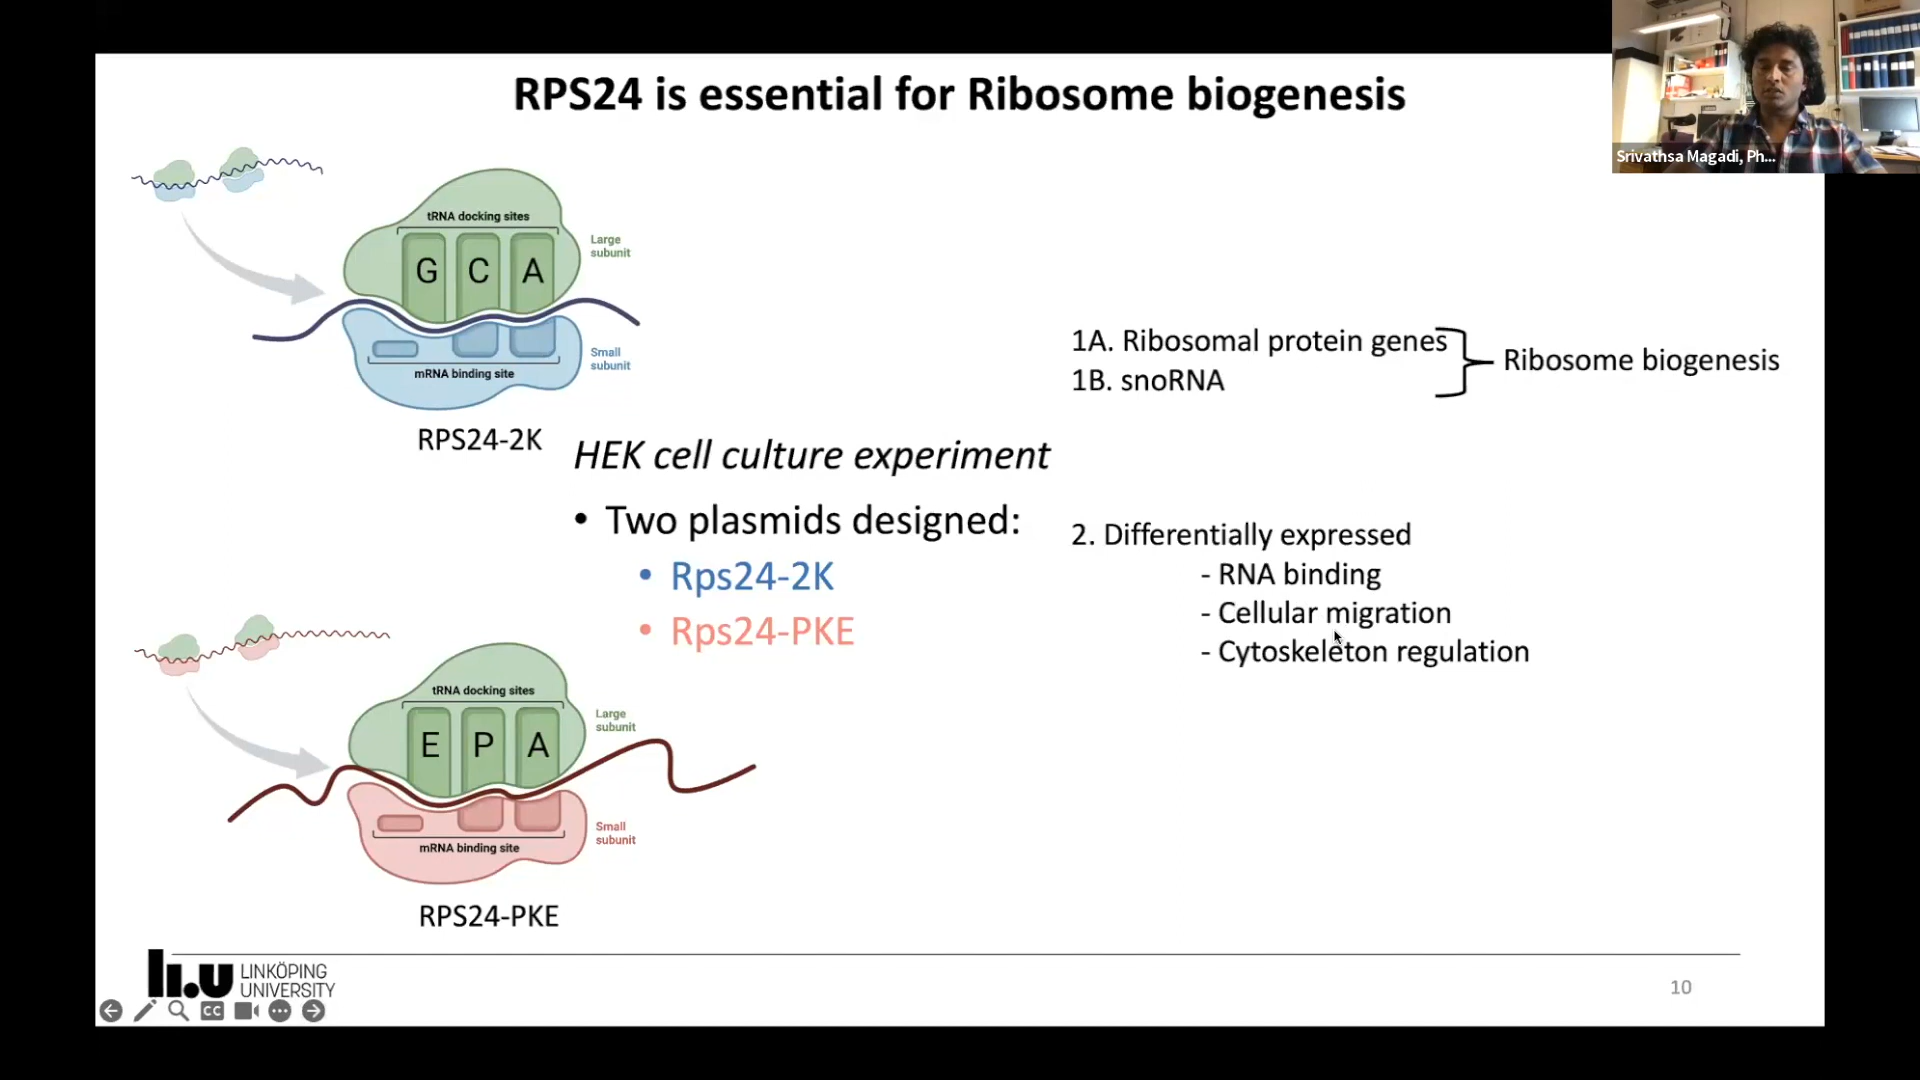 RPS24 is essential for Ribosome biogenesis
Srivathsa Magadi, Ph...
tRNA docking sites
G C A
Large
subunit
Small
subunit
mRNA binding site
RPS24-2K
1A. Ribosomal protein genes
1B. snoRNA
Ribosome biogenesis
HEK cell culture experiment
• Two plasmids designed:
• Rps24-2K
• Rps24-PKE
2. Differentially expressed
- RNA binding
- Cellular migration
- Cytoskeleton regulation
tRNA docking sites
E P A
Large
subunit
Small
subunit
mRNA binding site
RPS24-PKE
li.u LINKÖPING
UNIVERSITY
10
CC